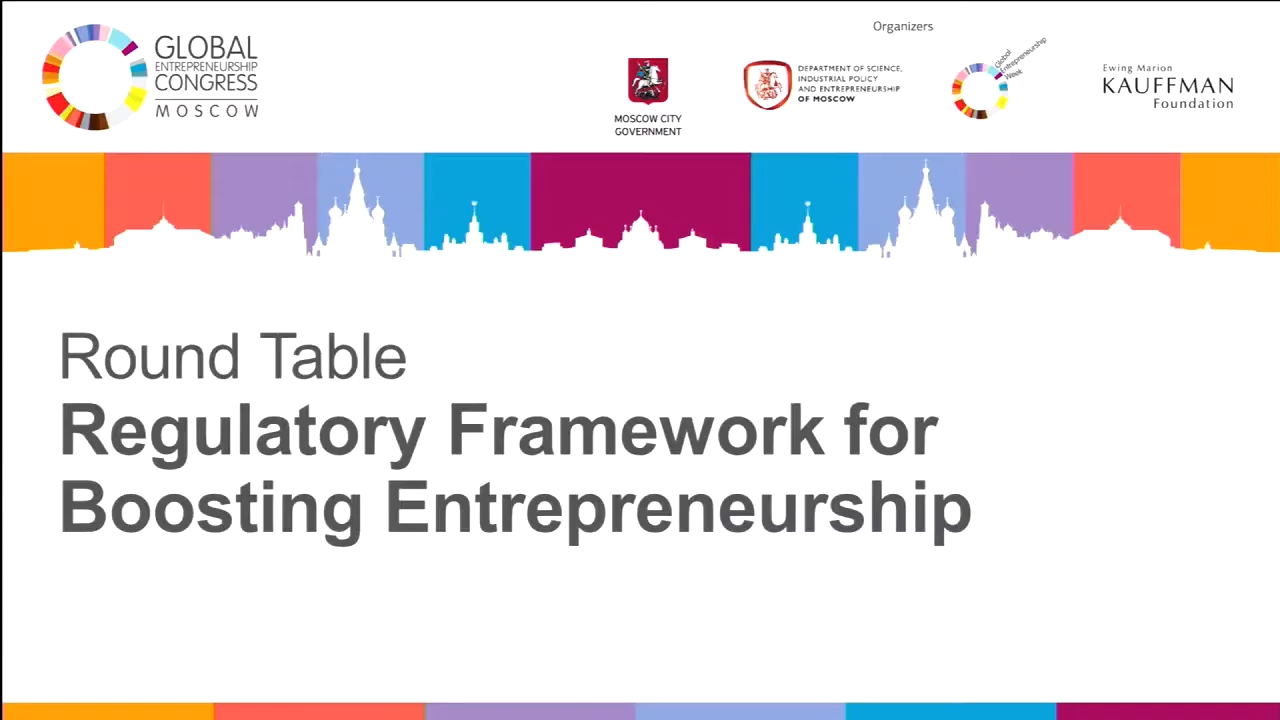 Organizers
GLOBAL
ENTREPRENEURSHIP
CONGRESS
MOSCOW
MOSCOW CITY
GOVERNMENT
DEPARTMENT OF SCIENCE,
INDUSTRIAL POLICY
AND ENTREPRENEURSHIP
OF MOSCOW
Global
Entrepreneurship
Week
Ewing Marion
KAUFFMAN
Foundation
Round Table
Regulatory Framework for
Boosting Entrepreneurship